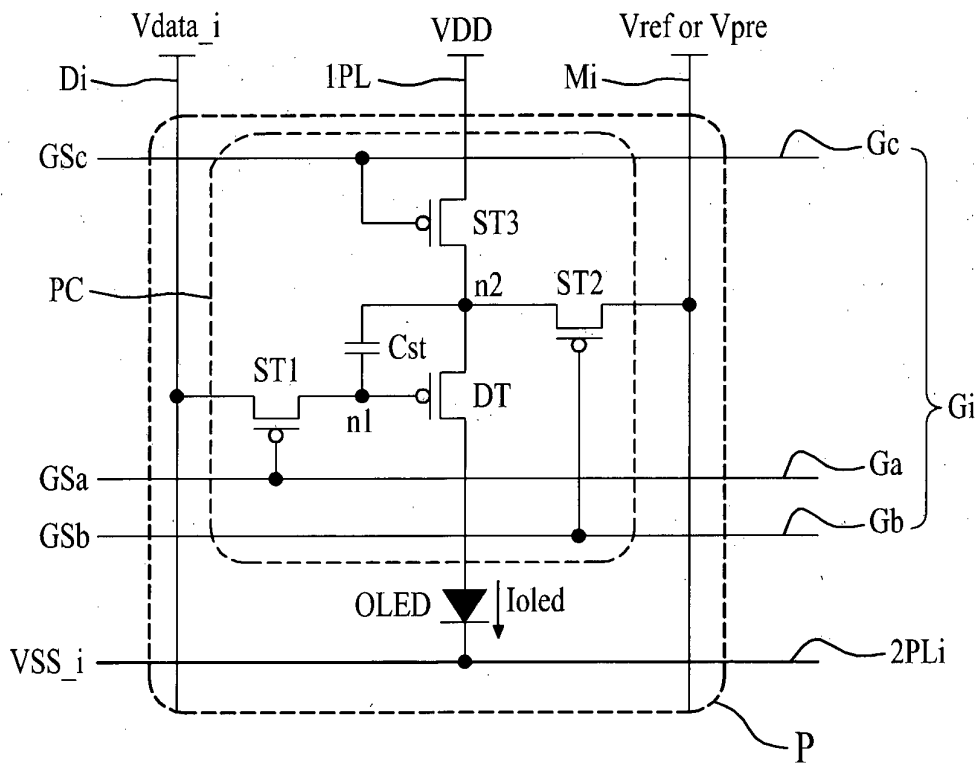 Vdata_i
VDD
Vref or Vpre
Di
1PL
Mi
GSc
Gc
ST3
PC
n2
ST2
Cst
ST1
DT
n1
Gi
GSa
Ga
GSb
Gb
OLED
Ioled
VSS_i
2PLi
P